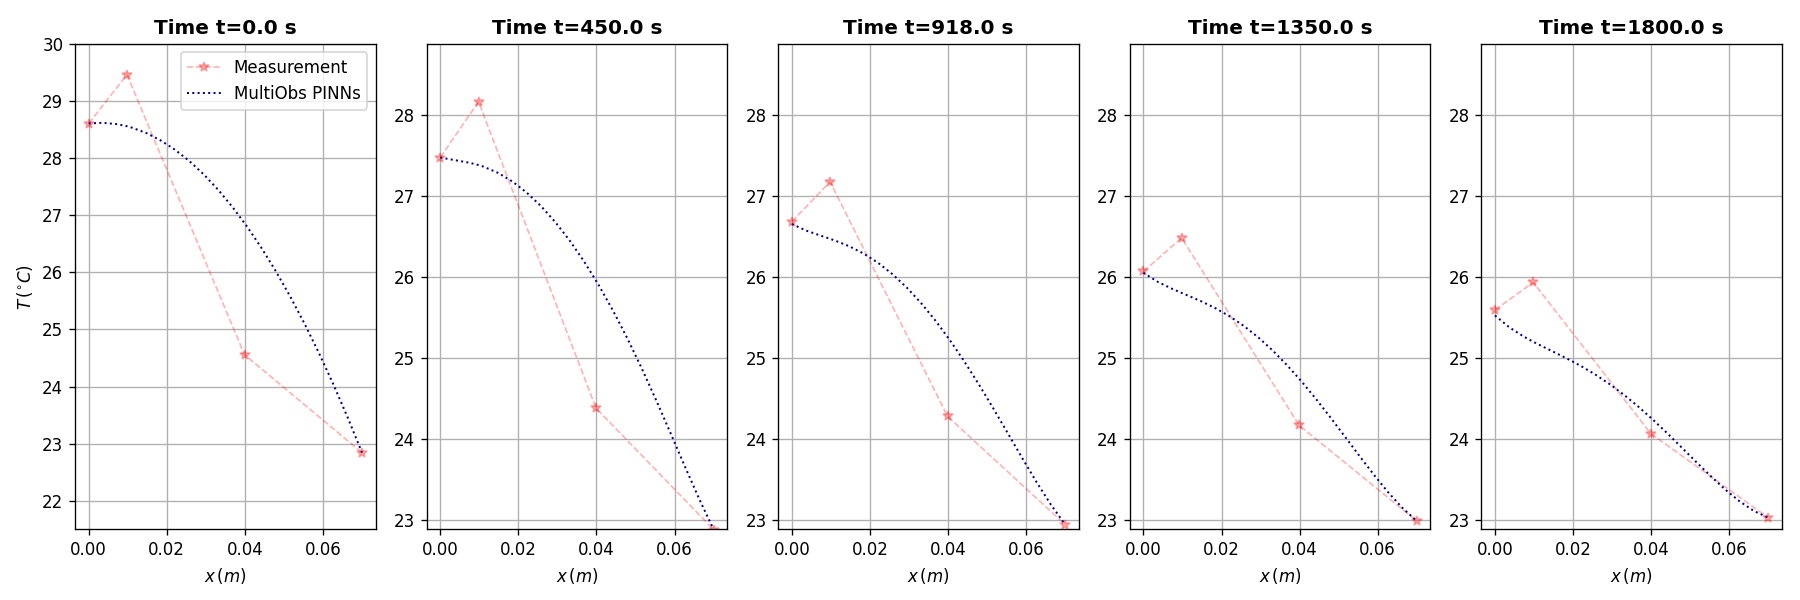 Time t=0.0 s
30
29
28
27
26
25
24
23
22
T (°C)
0.00 0.02 0.04 0.06
x (m)
Measurement
MultiObs PINNs
Time t=450.0 s
28
27
26
25
24
23
0.00 0.02 0.04 0.06
x (m)
Time t=918.0 s
28
27
26
25
24
23
0.00 0.02 0.04 0.06
x (m)
Time t=1350.0 s
28
27
26
25
24
23
0.00 0.02 0.04 0.06
x (m)
Time t=1800.0 s
28
27
26
25
24
23
0.00 0.02 0.04 0.06
x (m)